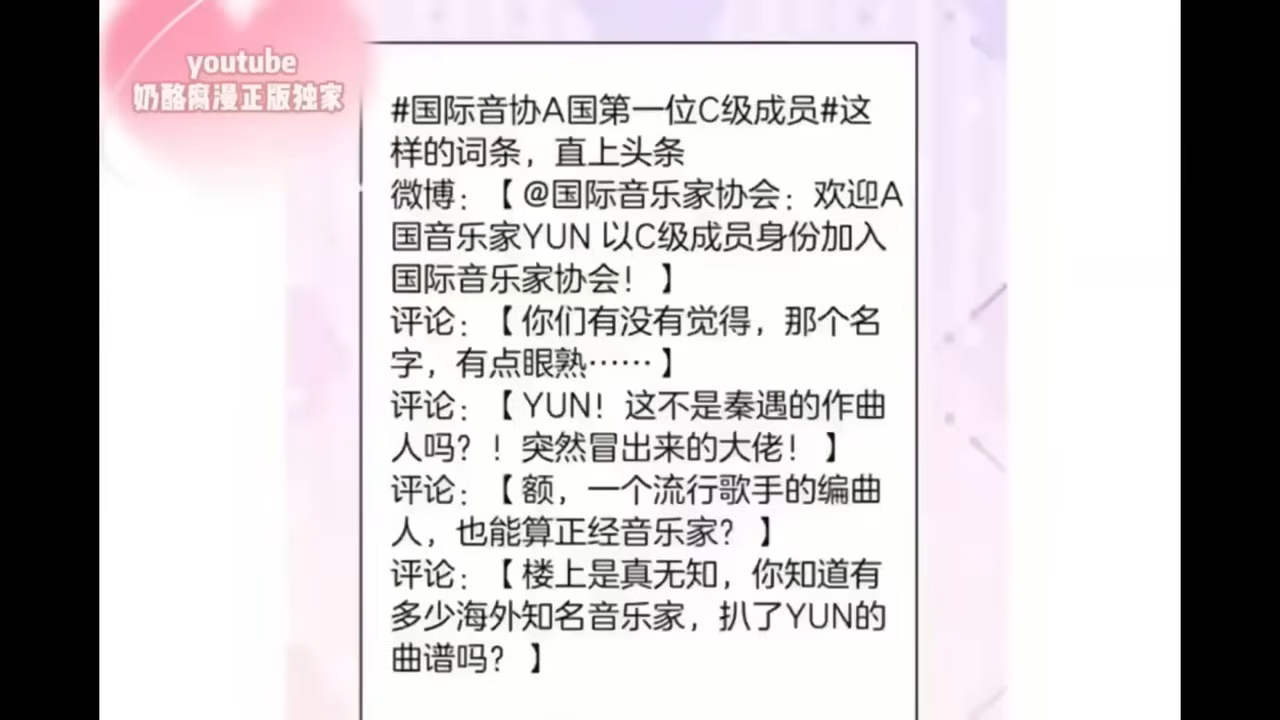 youtube
奶酪腐漫正版独家
#国际音协A国第一位C级成员#这
样的词条，直上头条
微博：【@国际音乐家协会：欢迎A
国音乐家YUN 以C级成员身份加入
国际音乐家协会！】
评论：【你们有没有觉得，那个名
字，有点眼熟……】
评论：【YUN！这不是秦遇的作曲
人吗？！突然冒出来的大佬！】
评论：【额，一个流行歌手的编曲
人，也能算正经音乐家？】
评论：【楼上是真无知，你知道有
多少海外知名音乐家，扒了YUN的
曲谱吗？】